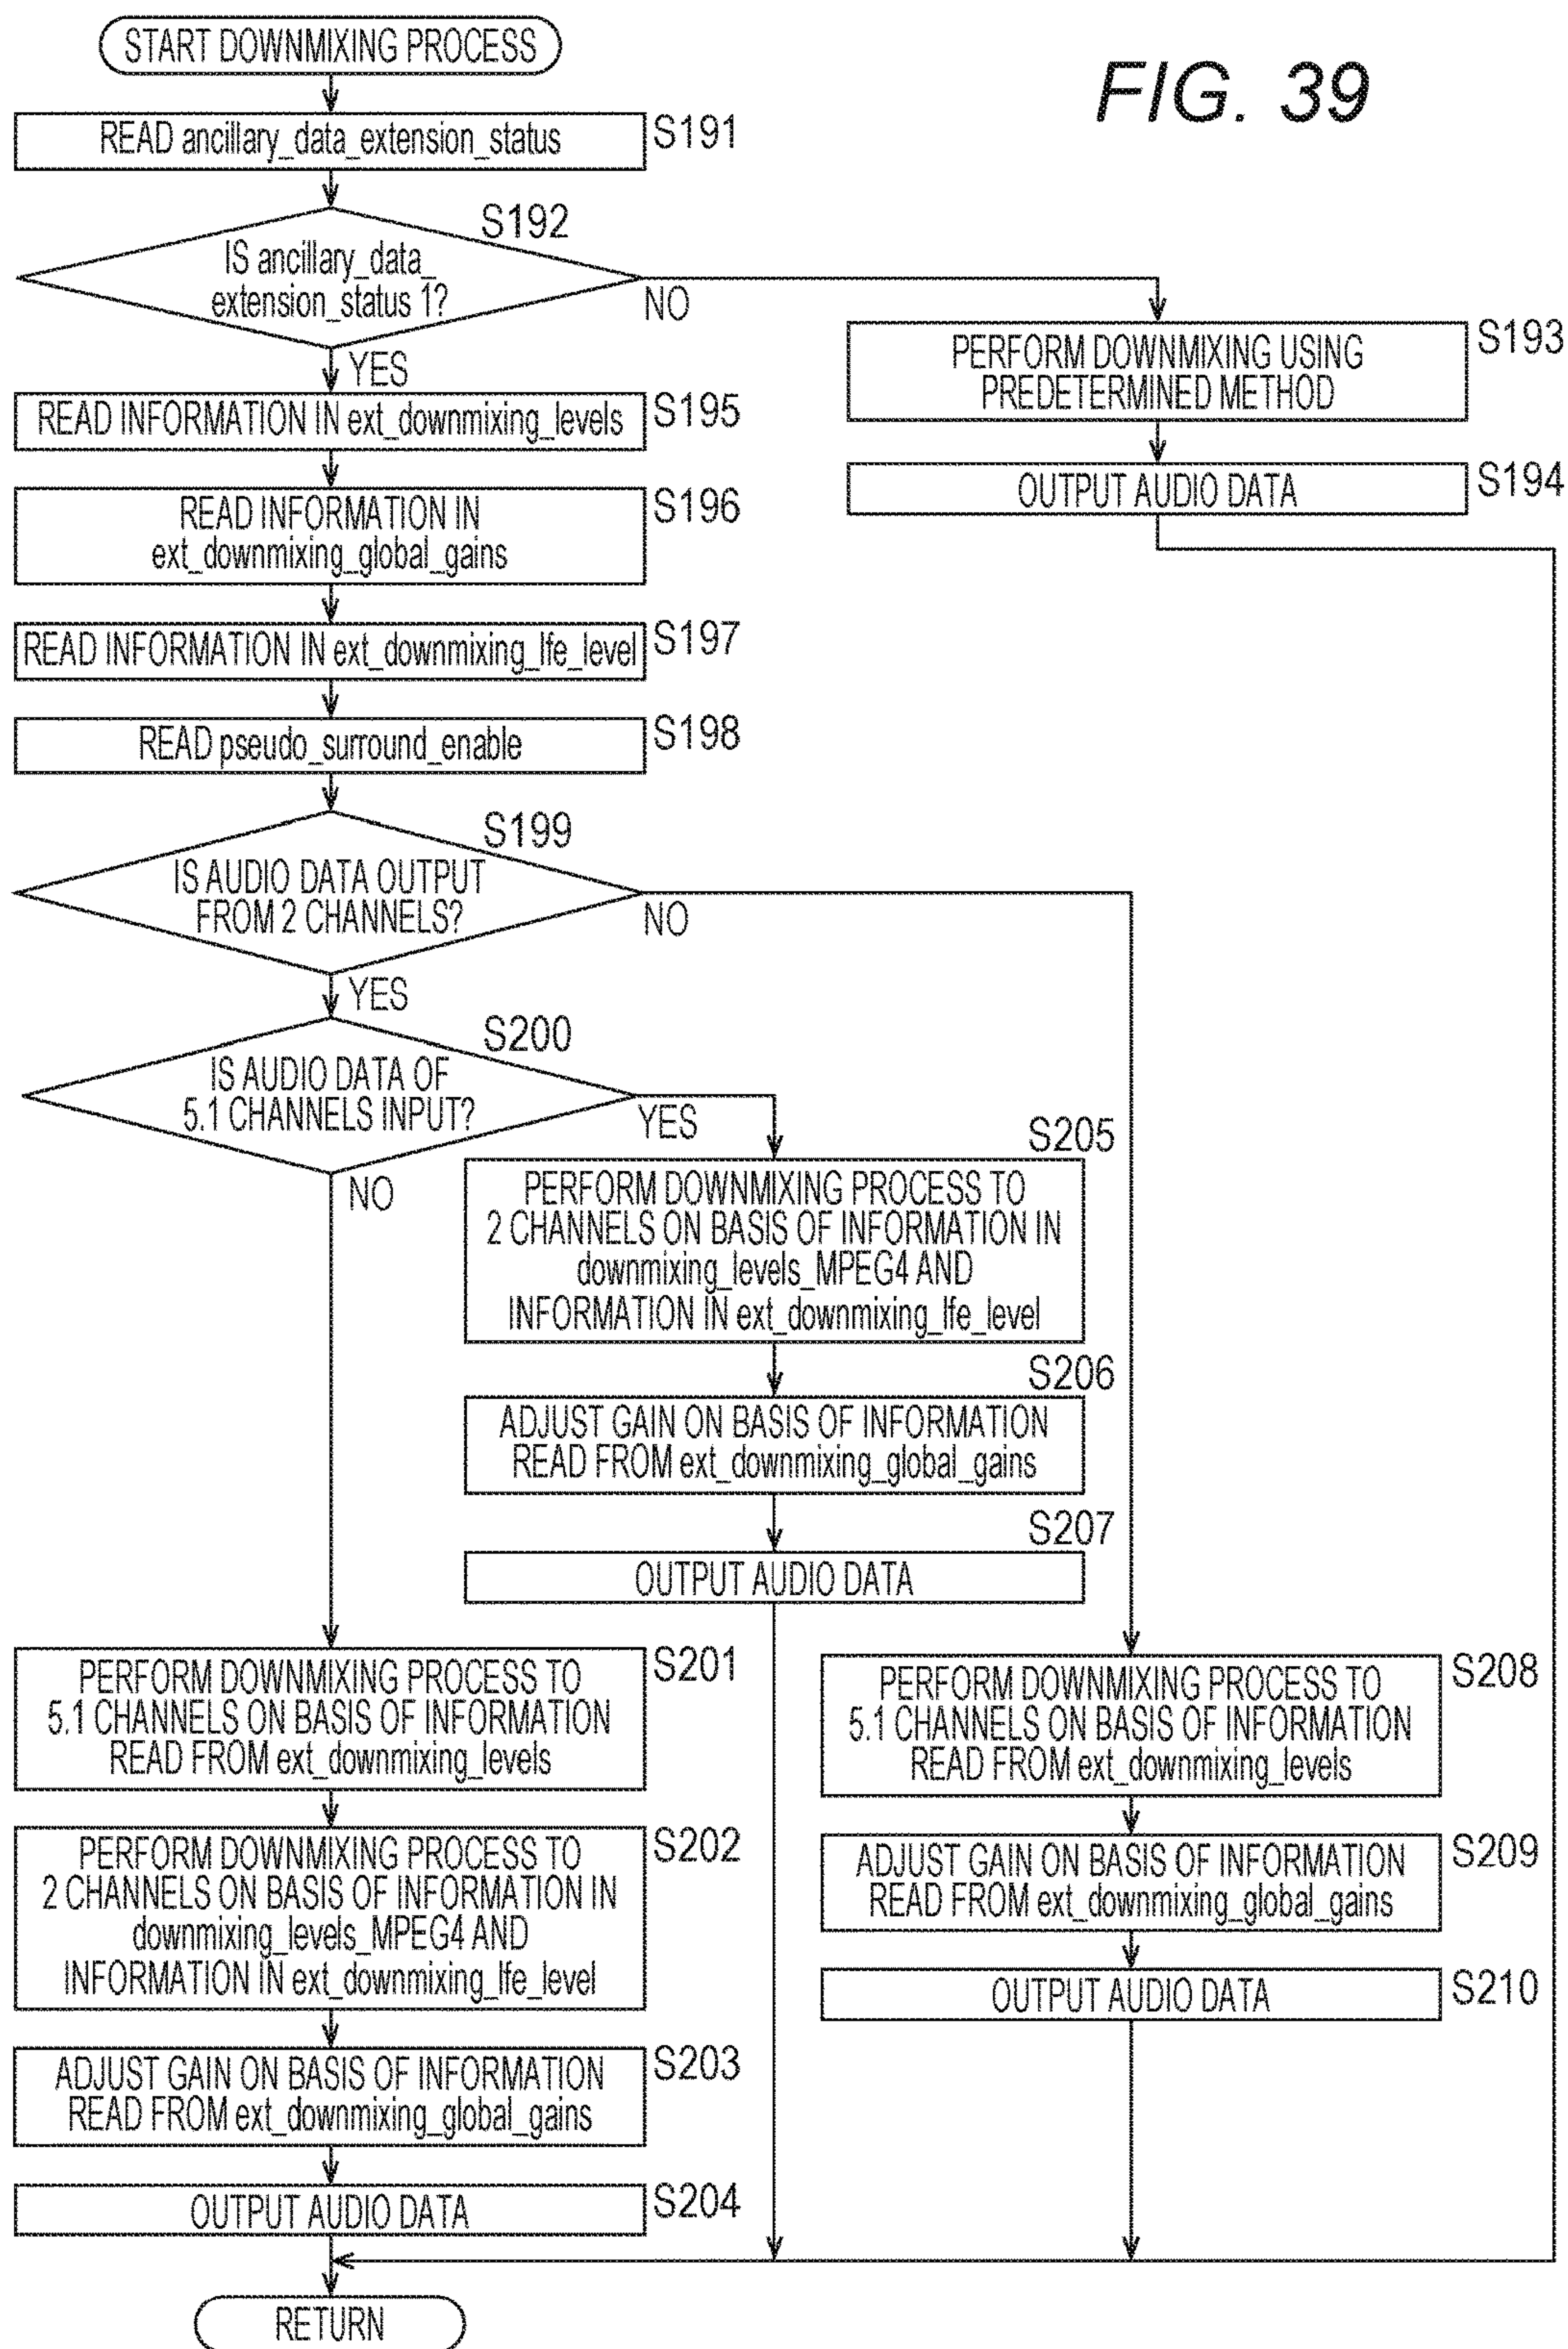 START DOWNMIXING PROCESS
FIG. 39
READ ancillary_data_extension_status
S191
S192
IS ancillary_data_
extension_status 1?
NO
YES
S193
PERFORM DOWNMIXING USING
PREDETERMINED METHOD
READ INFORMATION IN ext_downmixing_levels
S195
OUTPUT AUDIO DATA
S194
READ INFORMATION IN
ext_downmixing_global_gains
S196
READ INFORMATION IN ext_downmixing_lfe_level
S197
READ pseudo_surround_enable
S198
S199
IS AUDIO DATA OUTPUT
FROM 2 CHANNELS?
NO
YES
S200
IS AUDIO DATA OF
5.1 CHANNELS INPUT?
YES
NO
S205
PERFORM DOWNMIXING PROCESS TO
2 CHANNELS ON BASIS OF INFORMATION IN
downmixing_levels_MPEG4 AND
INFORMATION IN ext_downmixing_lfe_level
S206
ADJUST GAIN ON BASIS OF INFORMATION
READ FROM ext_downmixing_global_gains
S207
OUTPUT AUDIO DATA
PERFORM DOWNMIXING PROCESS TO
5.1 CHANNELS ON BASIS OF INFORMATION
READ FROM ext_downmixing_levels
S201
PERFORM DOWNMIXING PROCESS TO
5.1 CHANNELS ON BASIS OF INFORMATION
READ FROM ext_downmixing_levels
S208
PERFORM DOWNMIXING PROCESS TO
2 CHANNELS ON BASIS OF INFORMATION IN
downmixing_levels_MPEG4 AND
INFORMATION IN ext_downmixing_lfe_level
S202
ADJUST GAIN ON BASIS OF INFORMATION
READ FROM ext_downmixing_global_gains
S209
OUTPUT AUDIO DATA
S210
ADJUST GAIN ON BASIS OF INFORMATION
READ FROM ext_downmixing_global_gains
S203
OUTPUT AUDIO DATA
S204
RETURN